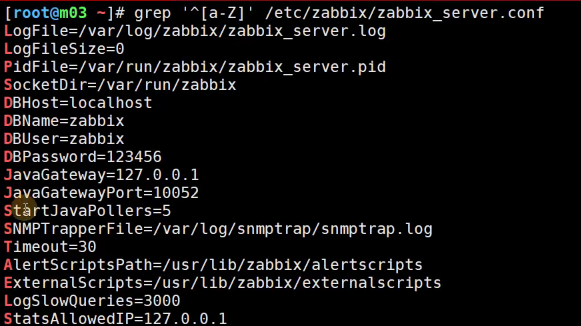 [root@m03 ~]# grep '^[a-Z]' /etc/zabbix/zabbix_server.conf
LogFile=/var/log/zabbix/zabbix_server.log
LogFileSize=0
PidFile=/var/run/zabbix/zabbix_server.pid
SocketDir=/var/run/zabbix
DBHost=localhost
DBName=zabbix
DBUser=zabbix
DBPassword=123456
JavaGateway=127.0.0.1
JavaGatewayPort=10052
StartJavaPollers=5
SNMPTrapperFile=/var/log/snmptrap/snmptrap.log
Timeout=30
AlertScriptsPath=/usr/lib/zabbix/alertscripts
ExternalScripts=/usr/lib/zabbix/externalscripts
LogSlowQueries=3000
StatsAllowedIP=127.0.0.1